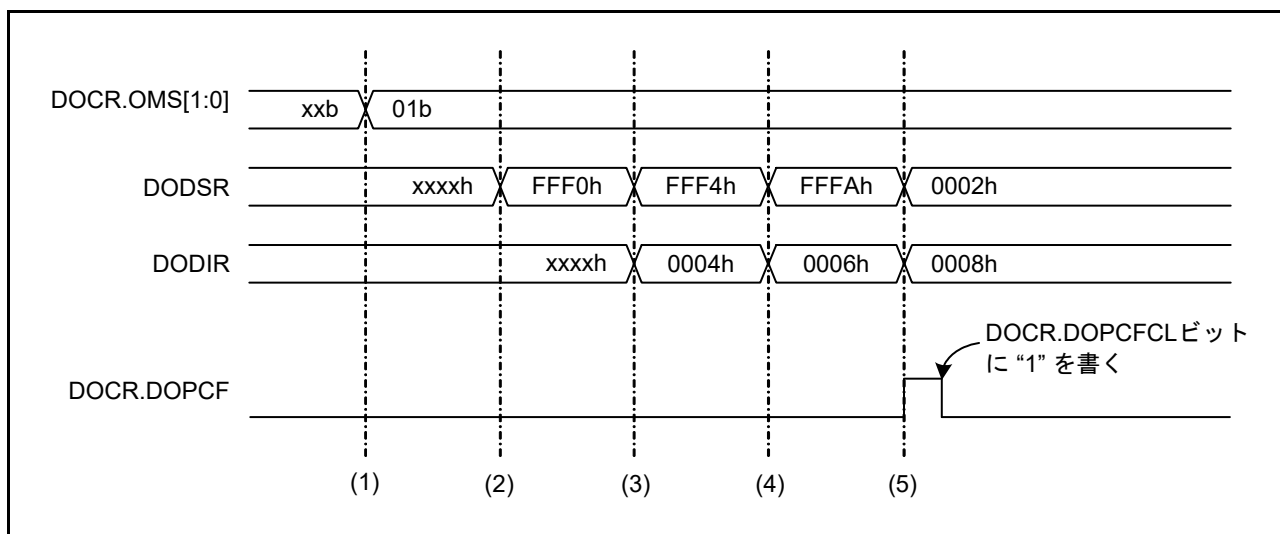 DOCR.OMS[1:0] xxb 01b
DODSR xxxxh FFF0h FFF4h FFFAh 0002h
DODIR xxxxh 0004h 0006h 0008h
DOCR.DOPCFCLビット
に “1” を書く
DOCR.DOPCF
(1) (2) (3) (4) (5)